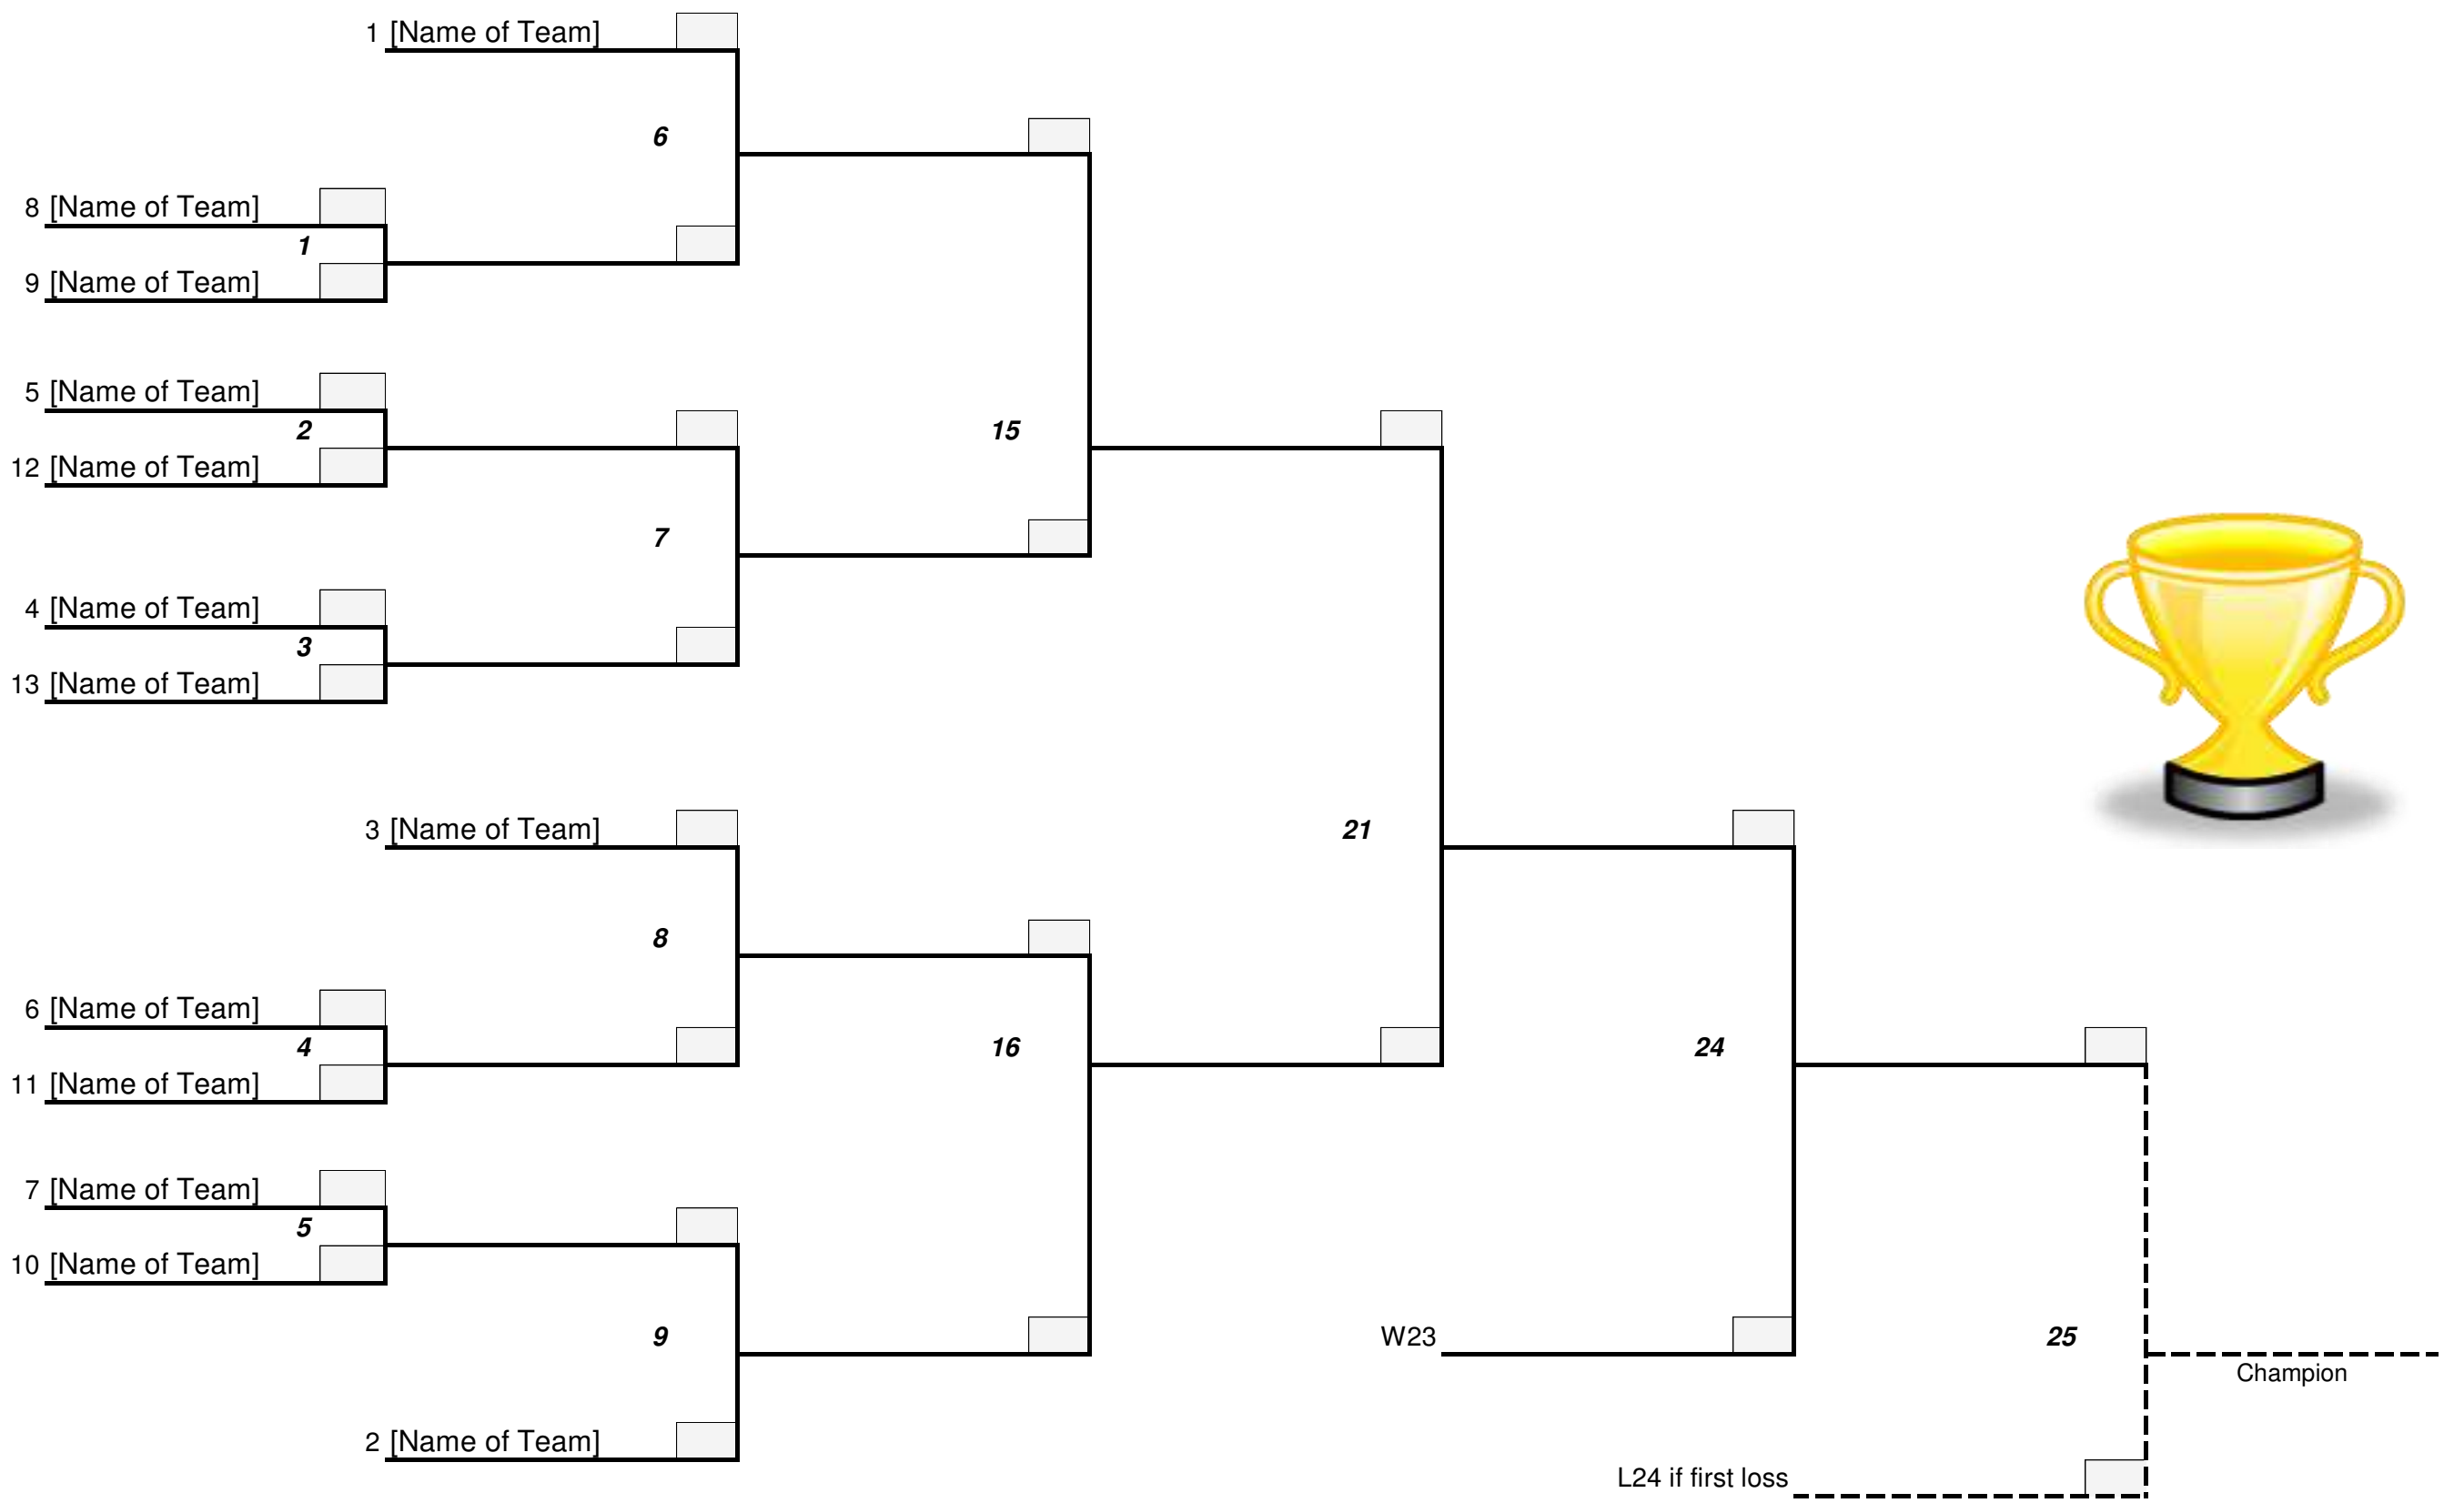 1 [Name of Team]
6
8 [Name of Team]
1
9 [Name of Team]
5 [Name of Team]
2
15
12 [Name of Team]
7
4 [Name of Team]
3
13 [Name of Team]
3 [Name of Team]
21
8
6 [Name of Team]
4
16
24
11 [Name of Team]
7 [Name of Team]
5
10 [Name of Team]
9
W23
25
Champion
2 [Name of Team]
L24 if first loss